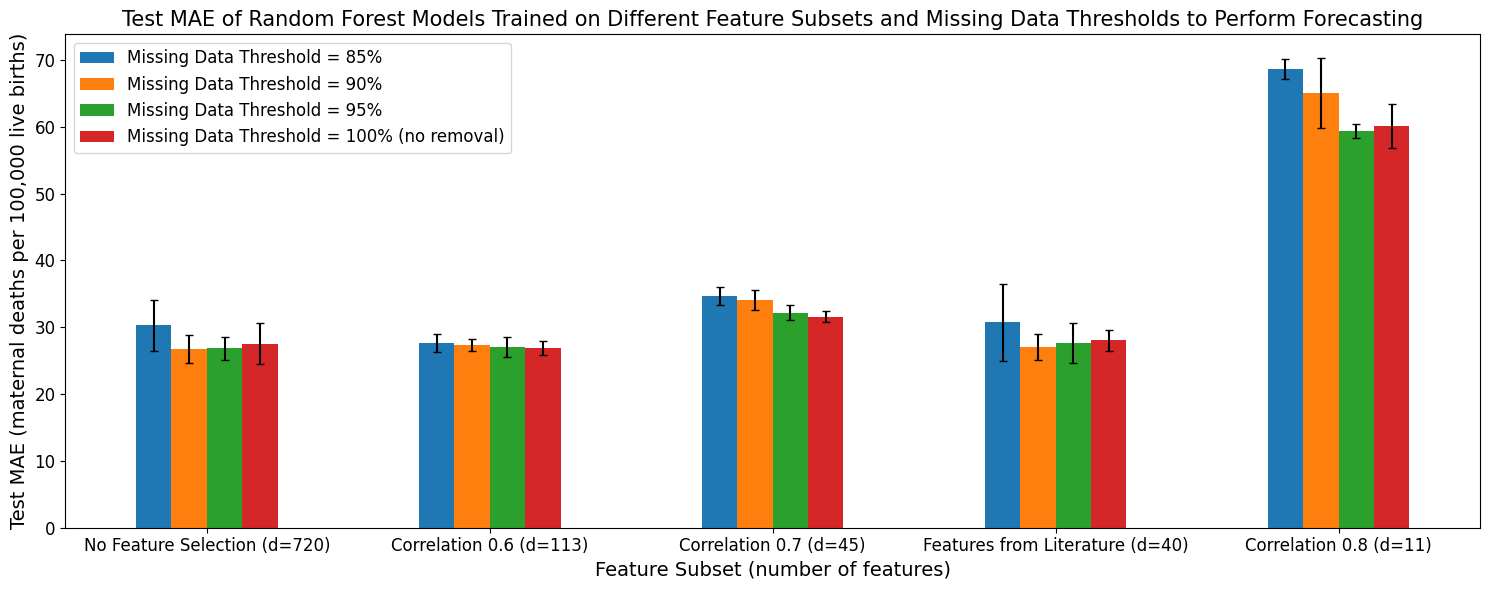 Test MAE of Random Forest Models Trained on Different Feature Subsets and Missing Data Thresholds to Perform Forecasting
Test MAE (maternal deaths per 100,000 live births)
70
60
50
40
30
20
10
0
Missing Data Threshold = 85%
Missing Data Threshold = 90%
Missing Data Threshold = 95%
Missing Data Threshold = 100% (no removal)
No Feature Selection (d=720)
Correlation 0.6 (d=113)
Correlation 0.7 (d=45)
Features from Literature (d=40)
Correlation 0.8 (d=11)
Feature Subset (number of features)